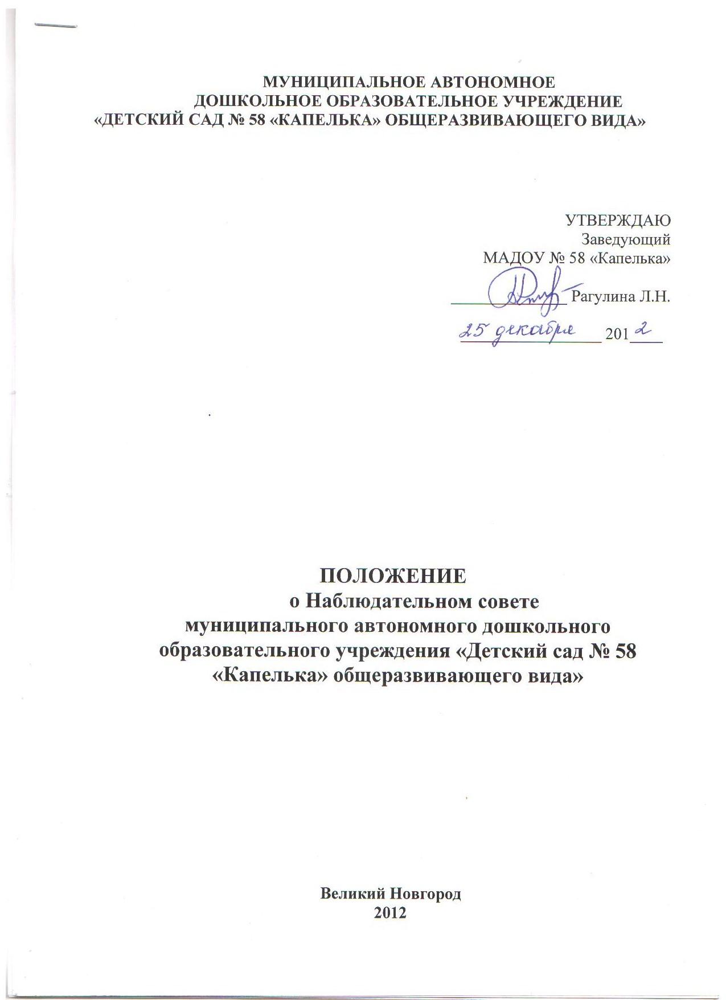 МУНИЦИПАЛЬНОЕ АВТОНОМНОЕ
ДОШКОЛЬНОЕ ОБРАЗОВАТЕЛЬНОЕ УЧРЕЖДЕНИЕ
«ДЕТСКИЙ САД № 58 «КАПЕЛЬКА» ОБЩЕРАЗВИВАЮЩЕГО ВИДА»
УТВЕРЖДАЮ
Заведующий
МАДОУ № 58 «Капелька»
Рагулина Л.Н.
25 декабря 2012
ПОЛОЖЕНИЕ
о Наблюдательном совете
муниципального автономного дошкольного
образовательного учреждения «Детский сад № 58
«Капелька» общеразвивающего вида»
Великий Новгород
2012